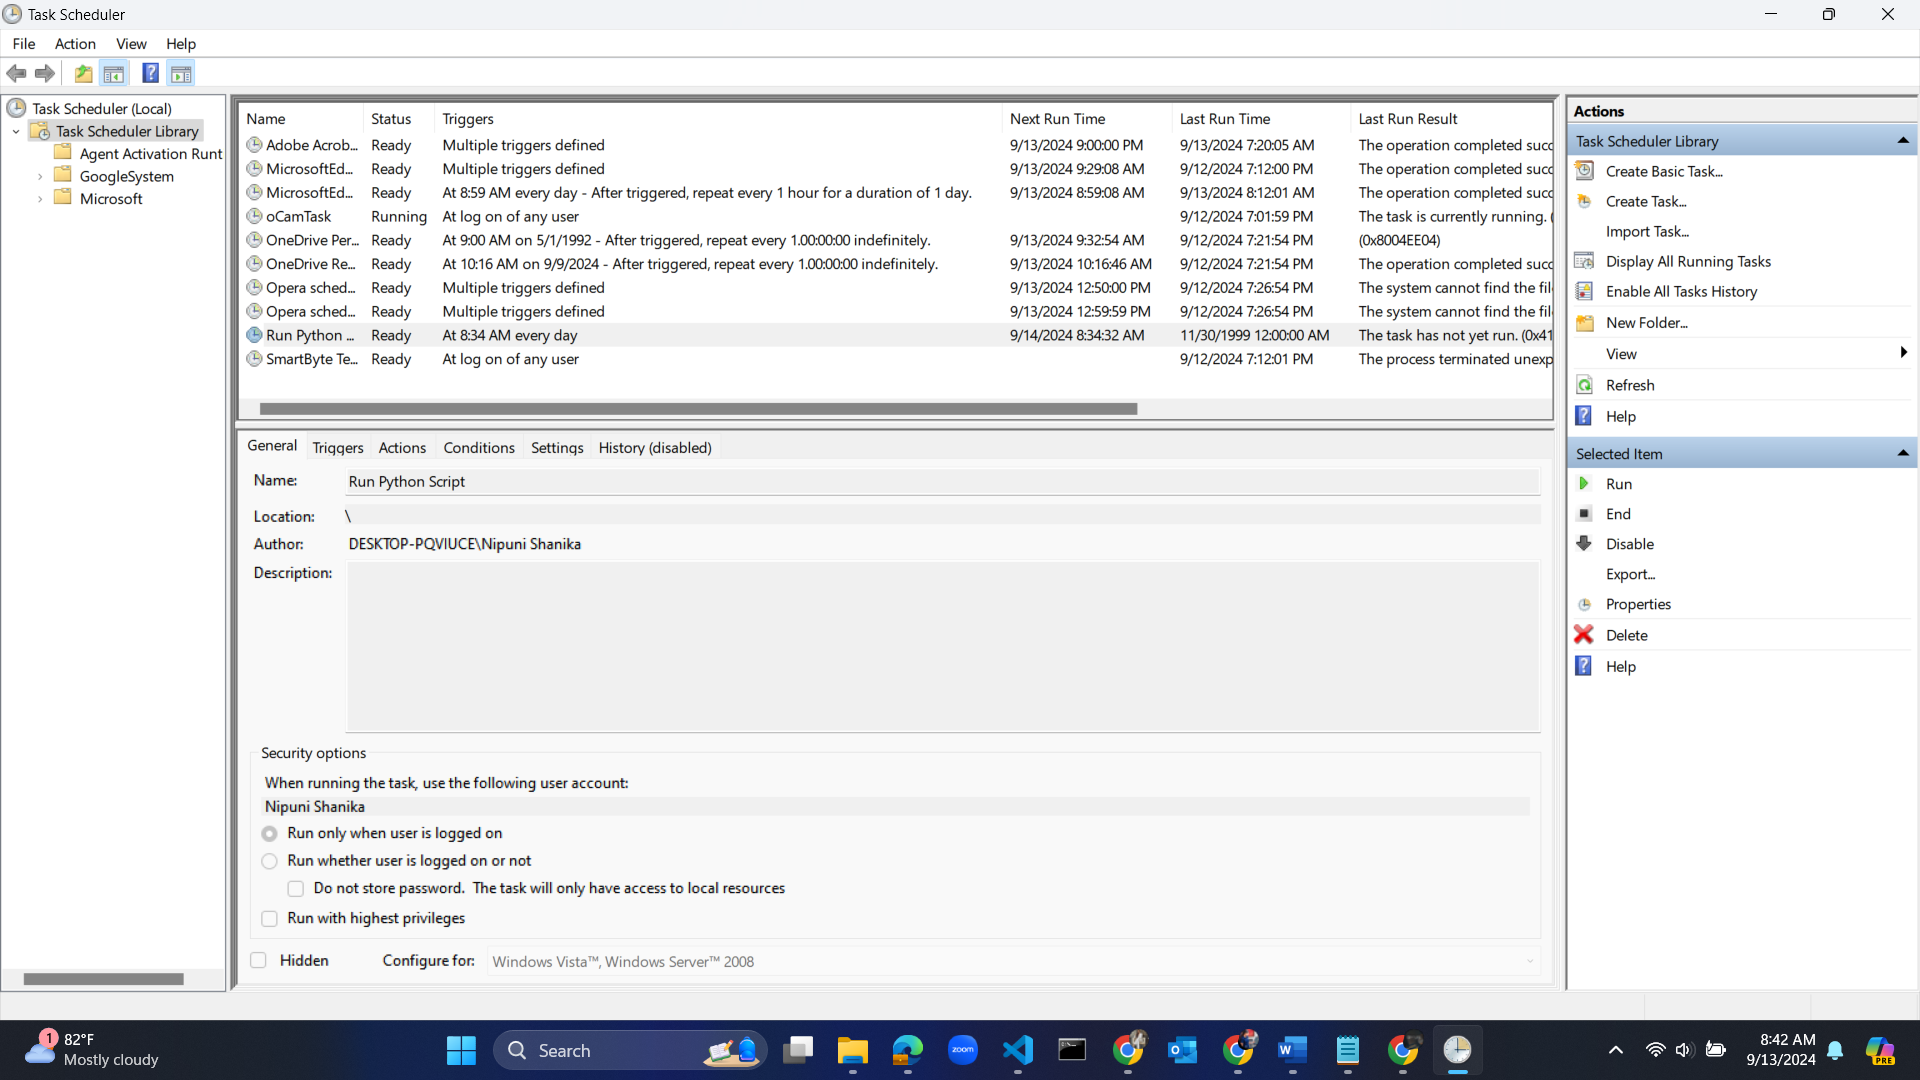 Task Scheduler
File Action View Help
Task Scheduler (Local)
Task Scheduler Library
Agent Activation Runt
GoogleSystem
Microsoft
Name Status Triggers Next Run Time Last Run Time Last Run Result
Adobe Acrob... Ready Multiple triggers defined 9/13/2024 9:00:00 PM 9/13/2024 7:20:05 AM The operation completed succ
MicrosoftEd... Ready Multiple triggers defined 9/13/2024 9:29:08 AM 9/12/2024 7:12:00 PM The operation completed succ
MicrosoftEd... Ready At 8:59 AM every day - After triggered, repeat every 1 hour for a duration of 1 day. 9/13/2024 8:59:08 AM 9/13/2024 8:12:01 AM The operation completed succ
oCamTask Running At log on of any user 9/12/2024 7:01:59 PM The task is currently running. (
OneDrive Per... Ready At 9:00 AM on 5/1/1992 - After triggered, repeat every 1.00:00:00 indefinitely. 9/13/2024 9:32:54 AM 9/12/2024 7:21:54 PM (0x8004EE04)
OneDrive Re... Ready At 10:16 AM on 9/9/2024 - After triggered, repeat every 1.00:00:00 indefinitely. 9/13/2024 10:16:46 AM 9/12/2024 7:21:54 PM The operation completed succ
Opera sched... Ready Multiple triggers defined 9/13/2024 12:50:00 PM 9/12/2024 7:26:54 PM The system cannot find the fil
Opera sched... Ready Multiple triggers defined 9/13/2024 12:59:59 PM 9/12/2024 7:26:54 PM The system cannot find the fil
Run Python ... Ready At 8:34 AM every day 9/14/2024 8:34:32 AM 11/30/1999 12:00:00 AM The task has not yet run. (0x41
SmartByte Te... Ready At log on of any user 9/12/2024 7:12:01 PM The process terminated unexp
General Triggers Actions Conditions Settings History (disabled)
Name: Run Python Script
Location: \
Author: DESKTOP-PQVIUCE\Nipuni Shanika
Description:
Security options
When running the task, use the following user account:
Nipuni Shanika
Run only when user is logged on
Run whether user is logged on or not
Do not store password. The task will only have access to local resources
Run with highest privileges
Hidden Configure for: Windows Vista™, Windows Server™ 2008
Actions
Task Scheduler Library
Create Basic Task...
Create Task...
Import Task...
Display All Running Tasks
Enable All Tasks History
New Folder...
View
Refresh
Help
Selected Item
Run
End
Disable
Export...
Properties
Delete
Help
1
82°F
Mostly cloudy
Search
zoom
8:42 AM
9/13/2024
PRE